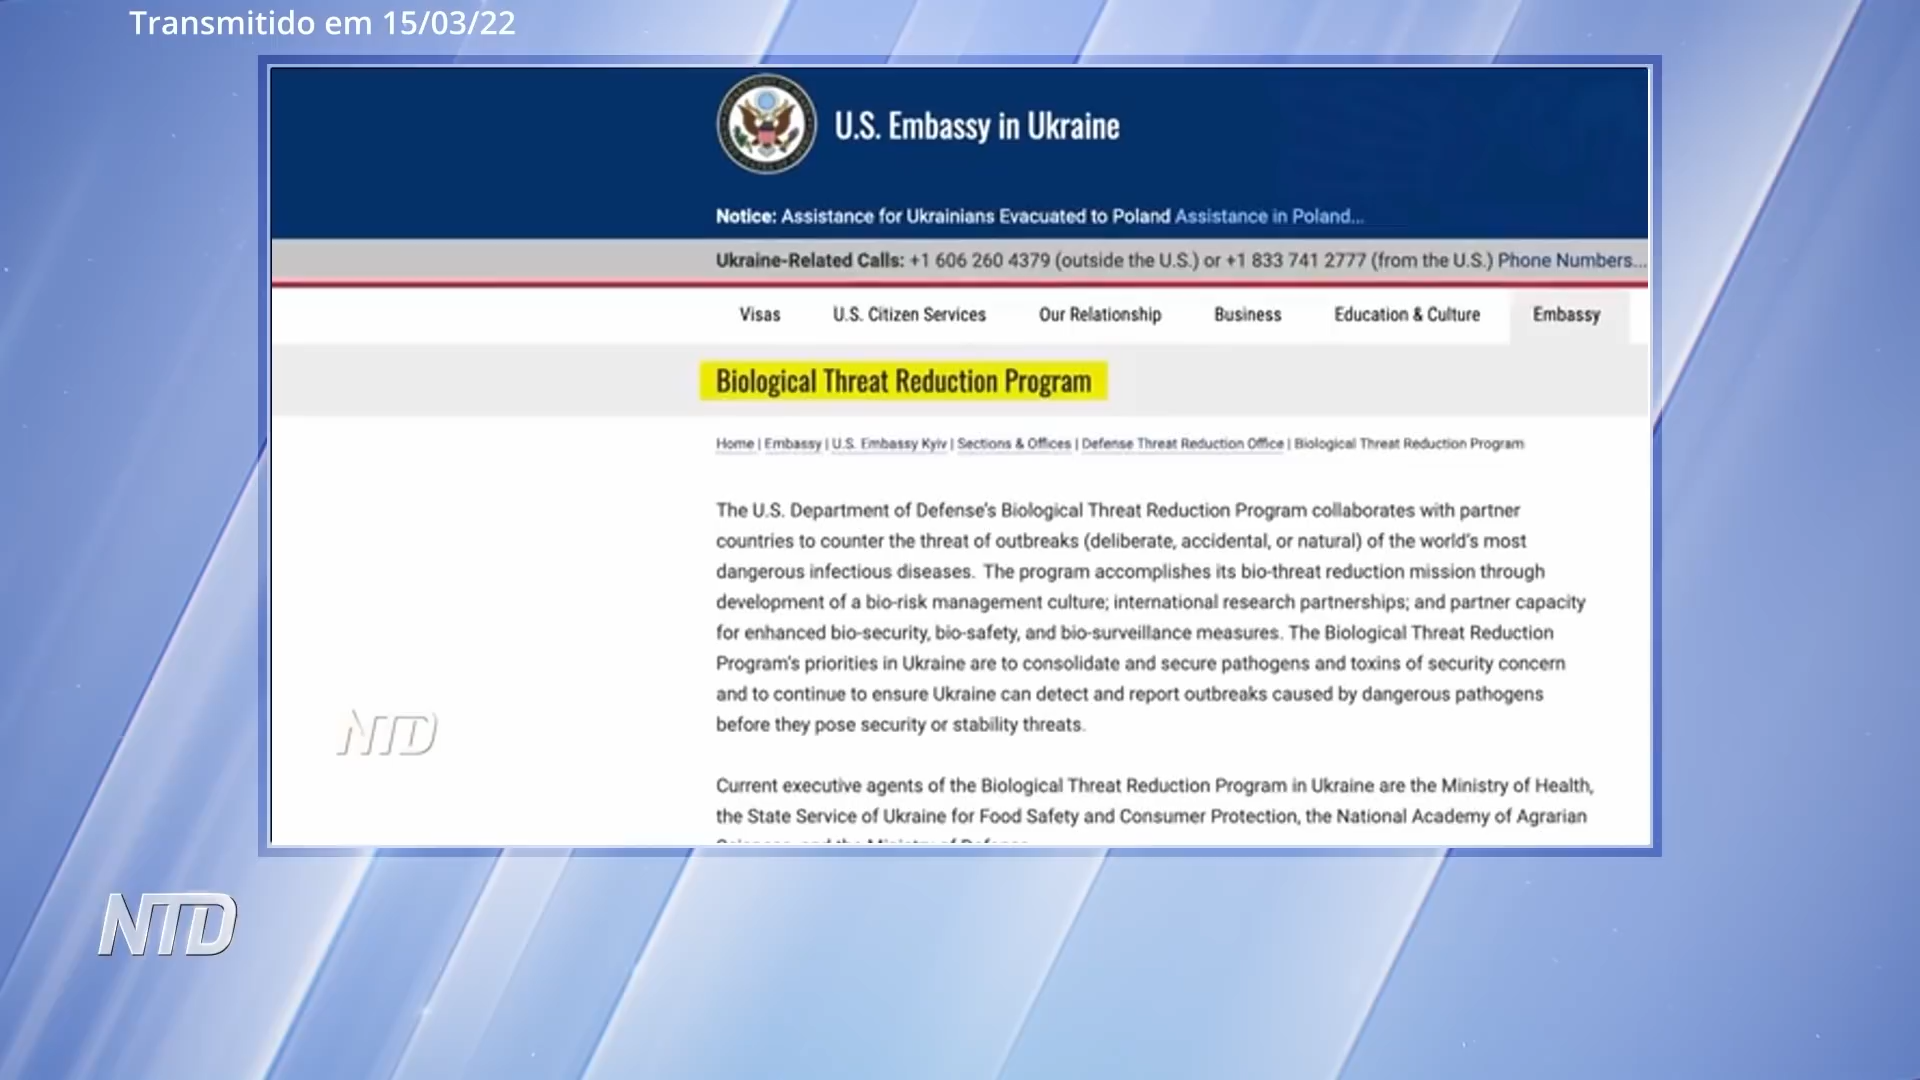 Transmitido em 15/03/22
U.S. Embassy in Ukraine
Notice: Assistance for Ukrainians Evacuated to Poland Assistance in Poland...
Ukraine-Related Calls: +1 606 260 4379 (outside the U.S.) or +1 833 741 2777 (from the U.S.) Phone Numbers...
Visas U.S. Citizen Services Our Relationship Business Education & Culture Embassy
Biological Threat Reduction Program
Home | Embassy | U.S. Embassy Kyiv | Sections & Offices | Defense Threat Reduction Office | Biological Threat Reduction Program
The U.S. Department of Defense's Biological Threat Reduction Program collaborates with partner
countries to counter the threat of outbreaks (deliberate, accidental, or natural) of the world's most
dangerous infectious diseases. The program accomplishes its bio-threat reduction mission through
development of a bio-risk management culture; international research partnerships; and partner capacity
for enhanced bio-security, bio-safety, and bio-surveillance measures. The Biological Threat Reduction
Program's priorities in Ukraine are to consolidate and secure pathogens and toxins of security concern
and to continue to ensure Ukraine can detect and report outbreaks caused by dangerous pathogens
before they pose security or stability threats.
NTD
Current executive agents of the Biological Threat Reduction Program in Ukraine are the Ministry of Health,
the State Service of Ukraine for Food Safety and Consumer Protection, the National Academy of Agrarian
NTD